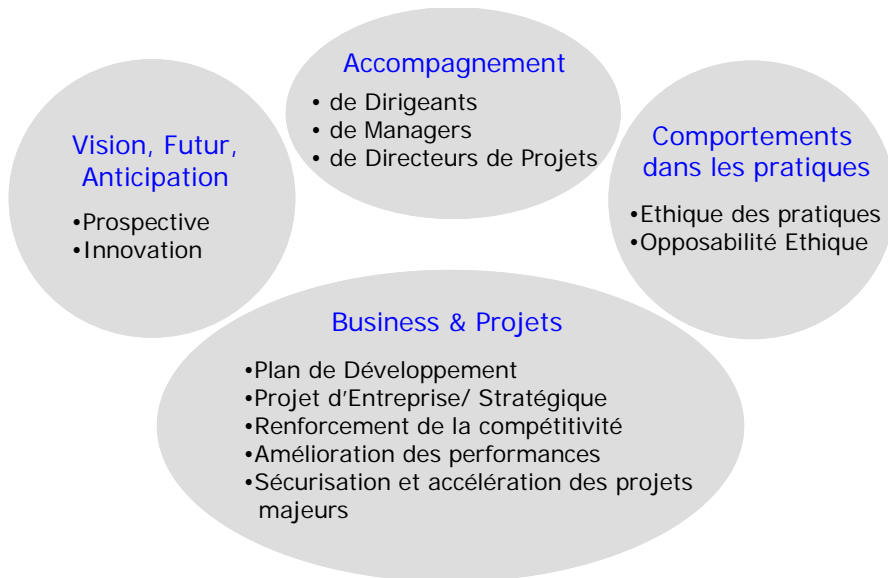 Accompagnement
• de Dirigeants
• de Managers
• de Directeurs de Projets
Vision, Futur,
Anticipation
•Prospective
•Innovation
Comportements
dans les pratiques
•Ethique des pratiques
•Opposabilité Ethique
Business & Projets
•Plan de Développement
•Projet d'Entreprise/ Stratégique
•Renforcement de la compétitivité
•Amélioration des performances
•Sécurisation et accélération des projets
majeurs